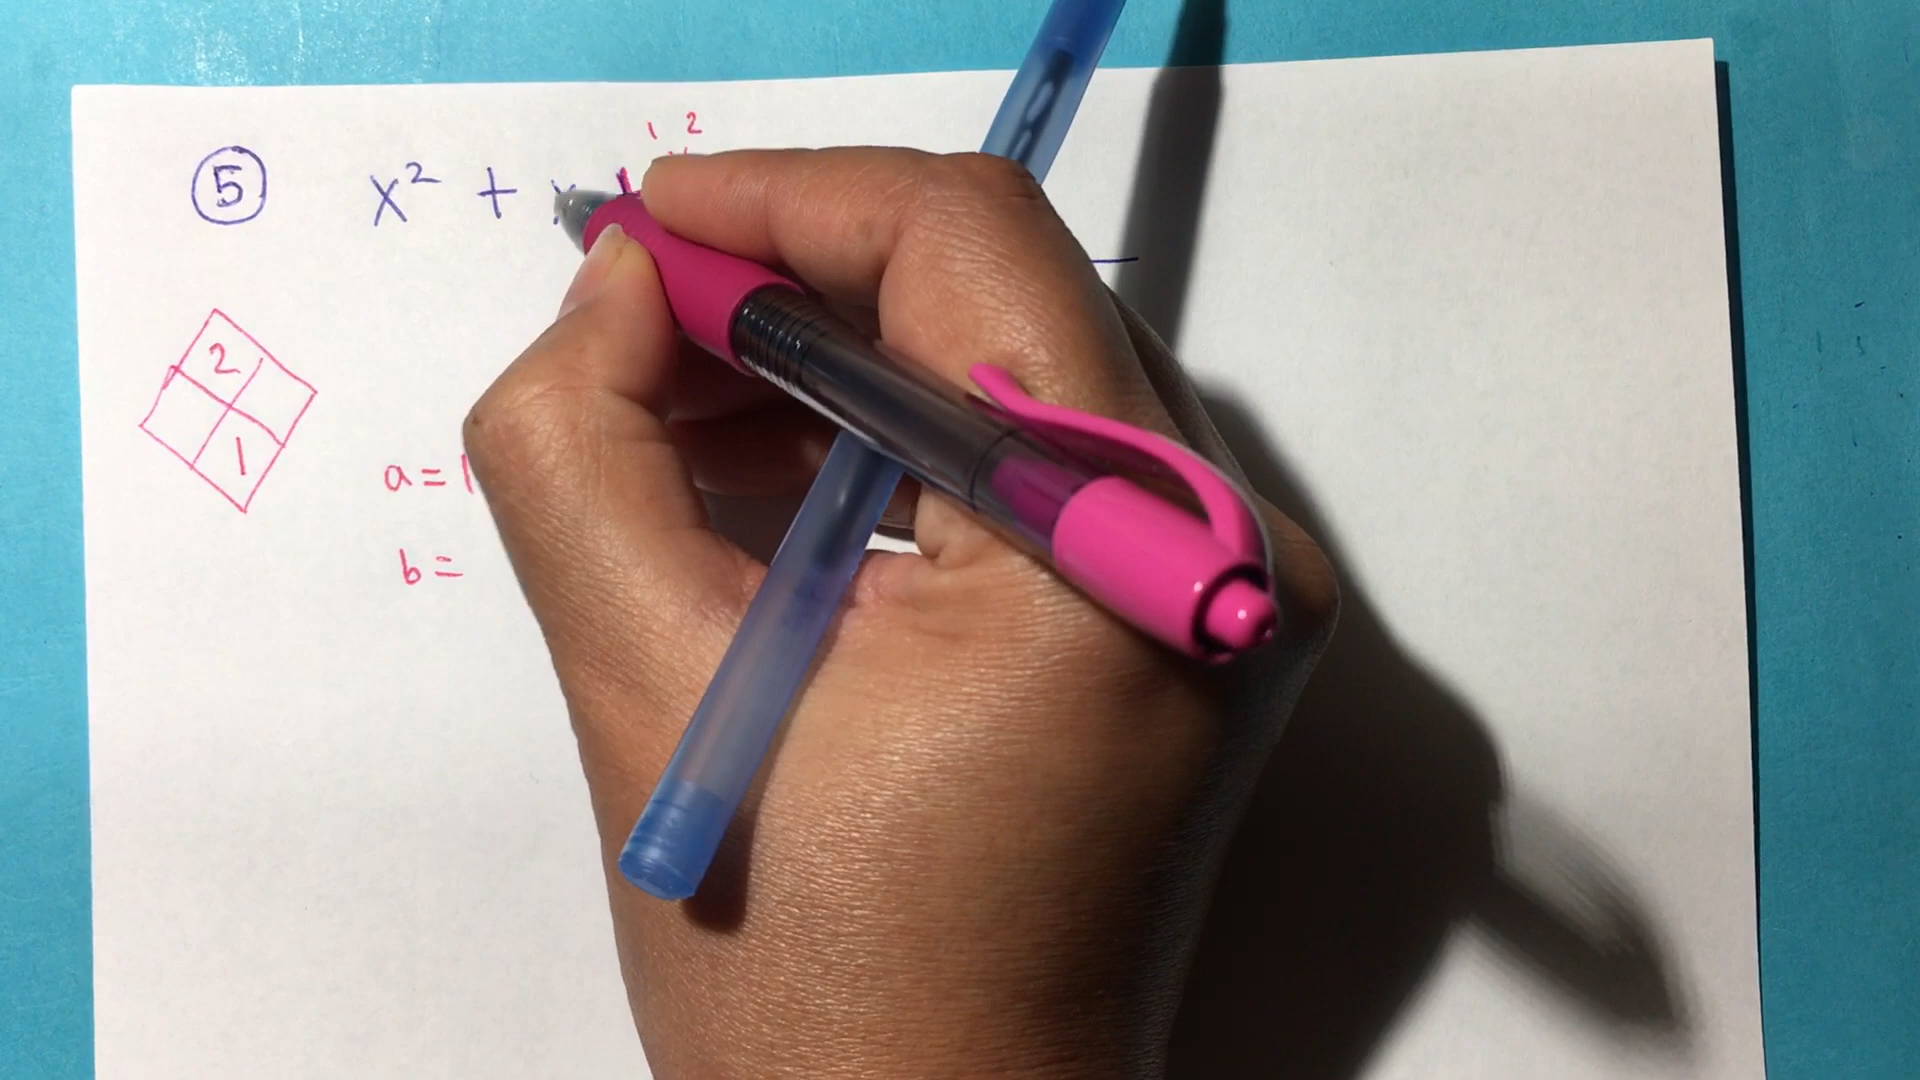 1 2
5 x² + x
2
1
a = 1
b =